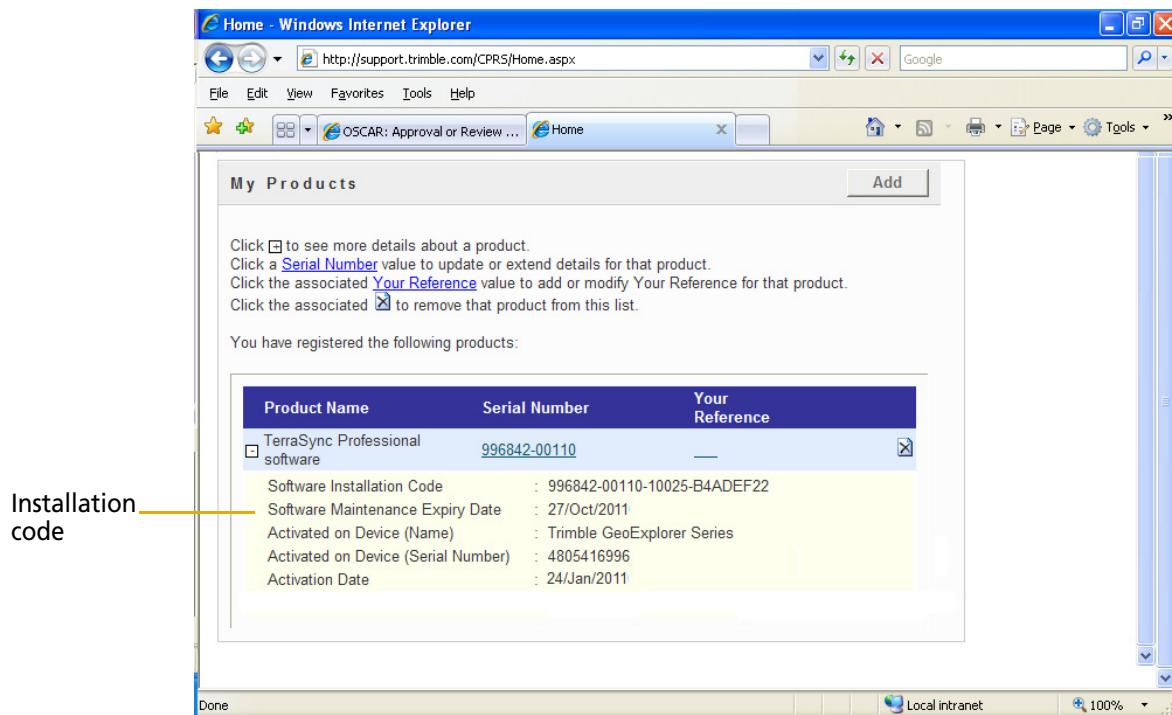 Home - Windows Internet Explorer
http://support.trimble.com/CPRS/Home.aspx
Google
File Edit View Favorites Tools Help
OSCAR: Approval or Review ... Home Page Tools »
My Products Add
Click + to see more details about a product.
Click a Serial Number value to update or extend details for that product.
Click the associated Your Reference value to add or modify Your Reference for that product.
Click the associated to remove that product from this list.
You have registered the following products:
Product Name Serial Number Your Reference
TerraSync Professional software 996842-00110
Software Installation Code : 996842-00110-10025-B4ADEF22
Software Maintenance Expiry Date : 27/Oct/2011
Activated on Device (Name) : Trimble GeoExplorer Series
Activated on Device (Serial Number) : 4805416996
Activation Date : 24/Jan/2011
Installation
code
Done Local intranet 100%